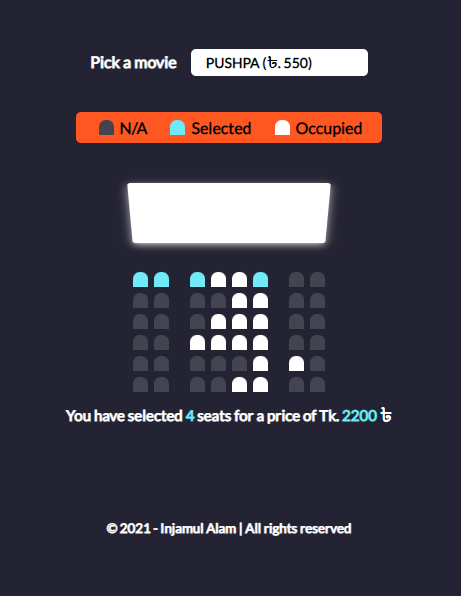 Pick a movie PUSHPA (৳. 550)
N/A Selected Occupied
You have selected 4 seats for a price of Tk. 2200 ৳
© 2021 - Injamul Alam | All rights reserved